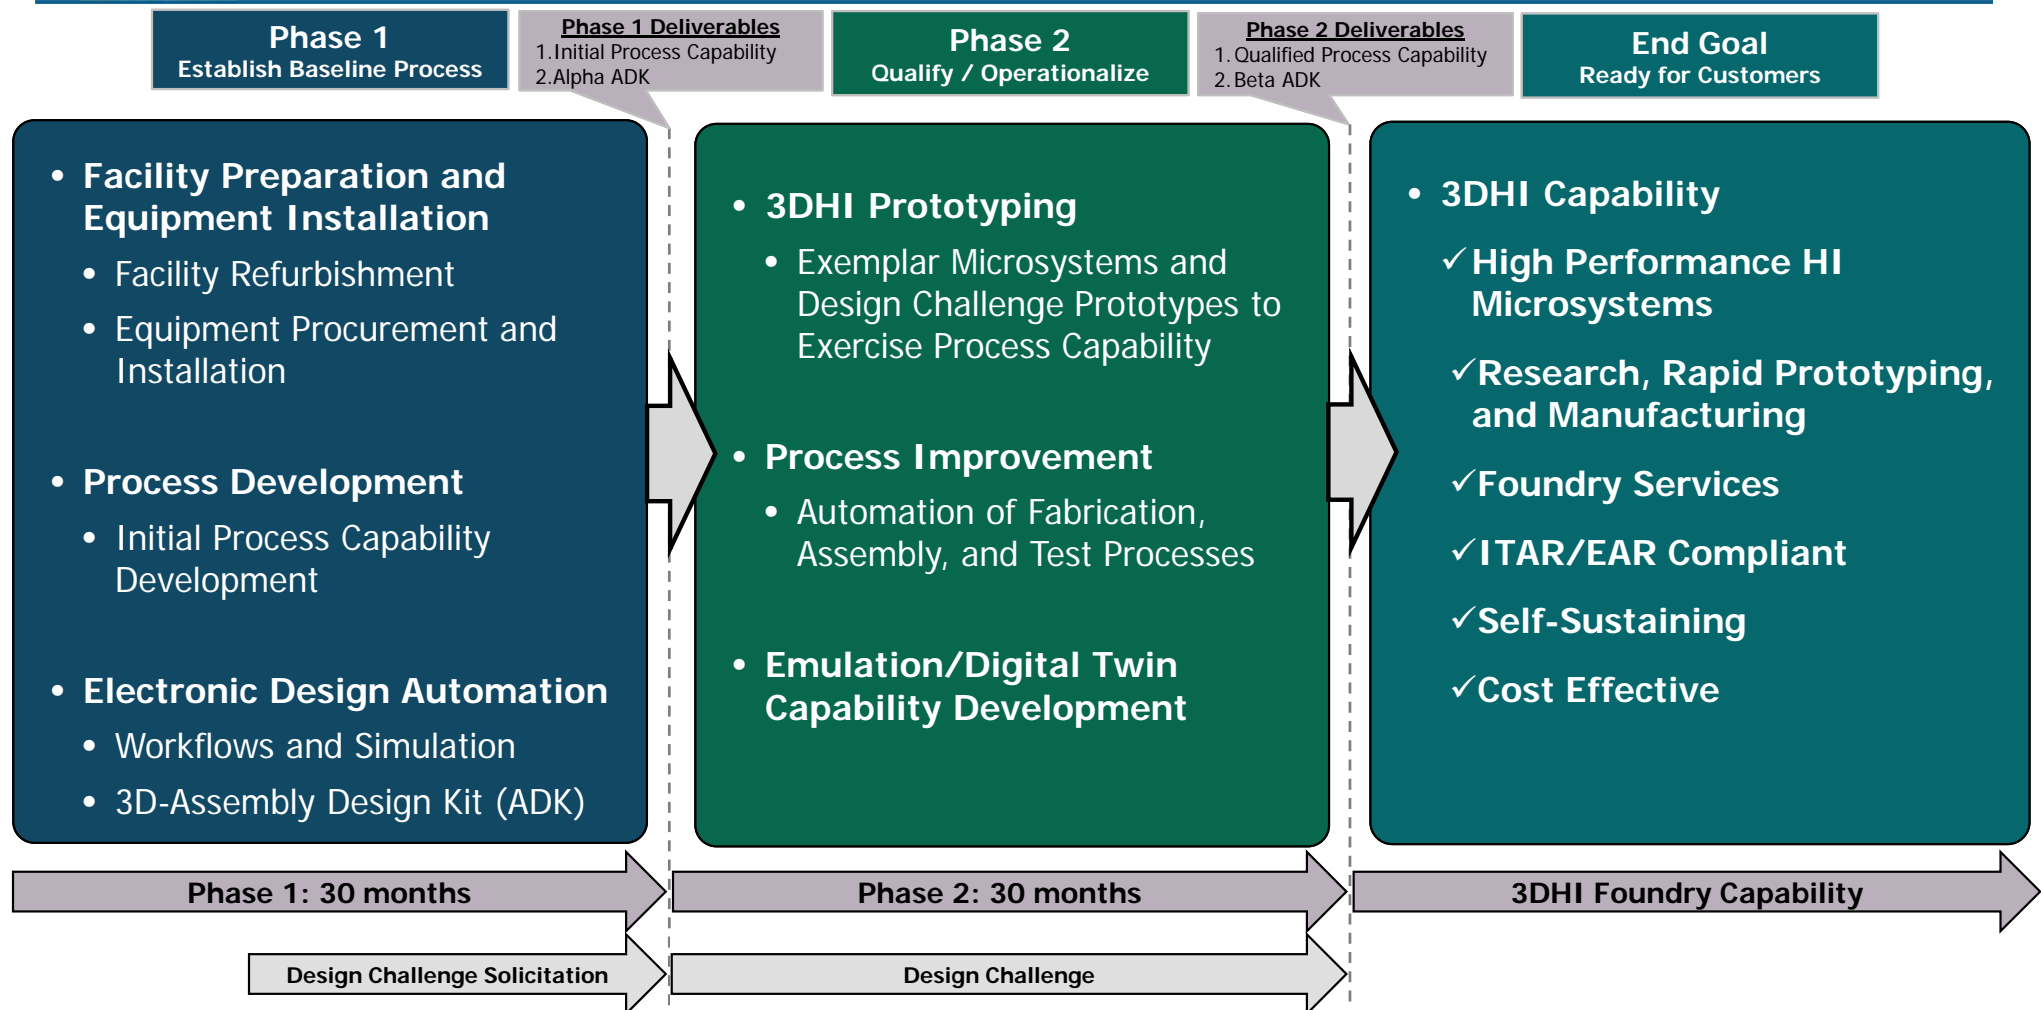 Phase 1
Establish Baseline Process
Phase 1 Deliverables
1.Initial Process Capability
2.Alpha ADK
Phase 2
Qualify / Operationalize
Phase 2 Deliverables
1.Qualified Process Capability
2.Beta ADK
End Goal
Ready for Customers
• Facility Preparation and
Equipment Installation
• Facility Refurbishment
• Equipment Procurement and
Installation
• Process Development
• Initial Process Capability
Development
• Electronic Design Automation
• Workflows and Simulation
• 3D-Assembly Design Kit (ADK)
• 3DHI Prototyping
• Exemplar Microsystems and
Design Challenge Prototypes to
Exercise Process Capability
• Process Improvement
• Automation of Fabrication,
Assembly, and Test Processes
• Emulation/Digital Twin
Capability Development
• 3DHI Capability
✓High Performance HI
Microsystems
✓Research, Rapid Prototyping,
and Manufacturing
✓Foundry Services
✓ITAR/EAR Compliant
✓Self-Sustaining
✓Cost Effective
Phase 1: 30 months
Phase 2: 30 months
3DHI Foundry Capability
Design Challenge Solicitation
Design Challenge